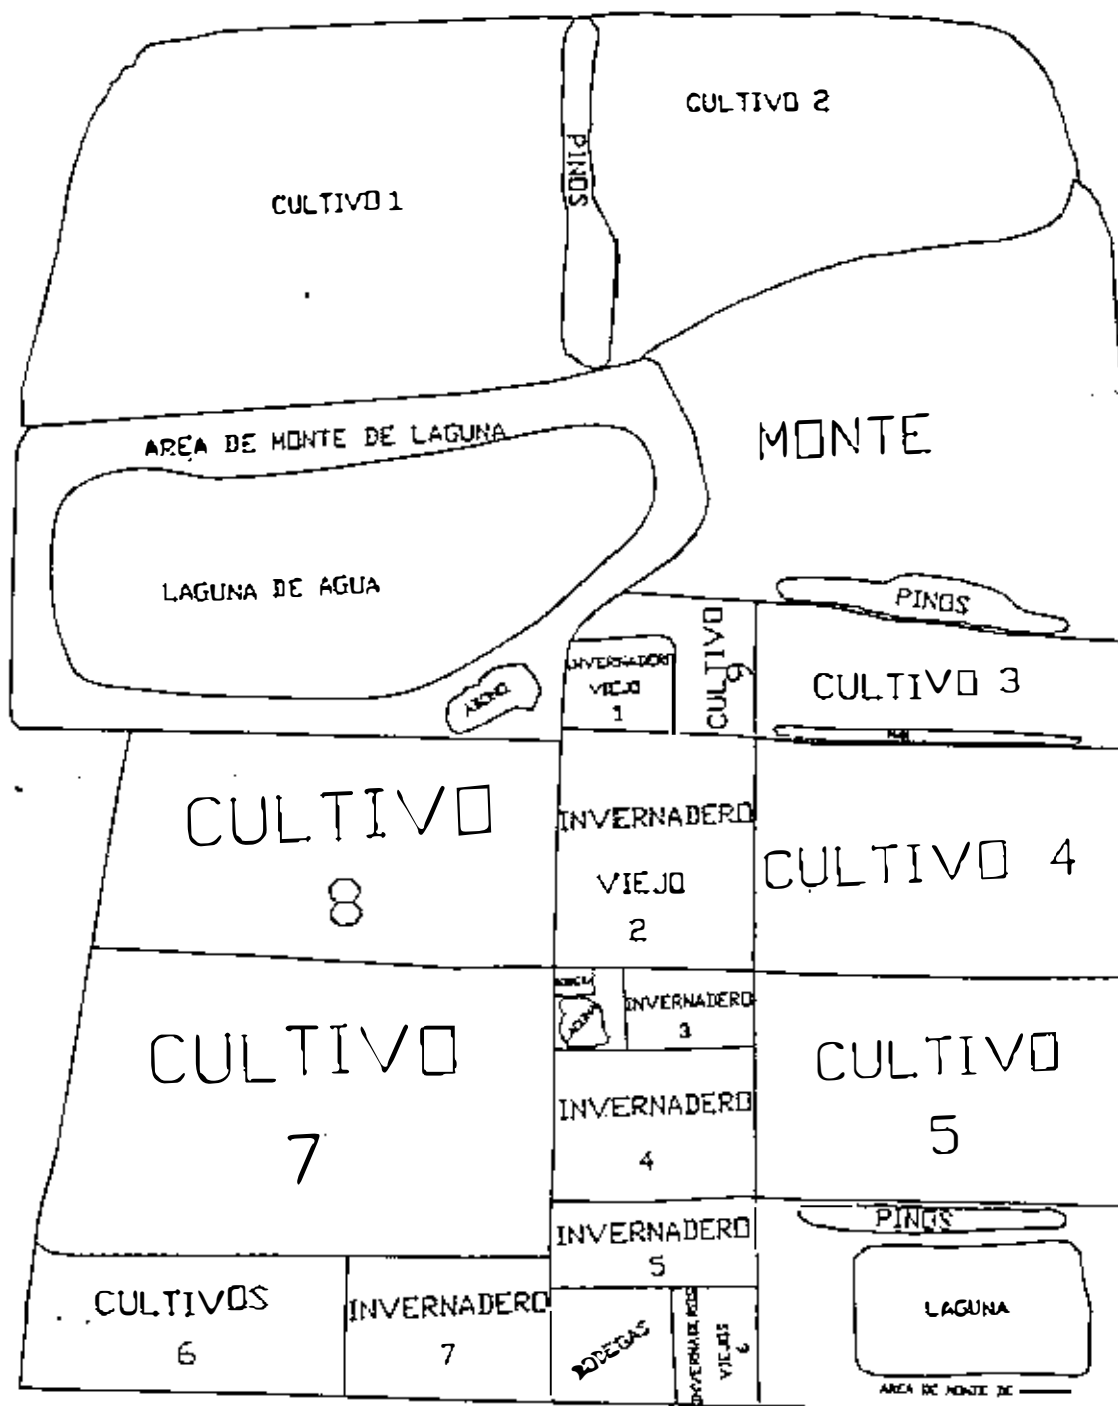 CULTIVO 2
PINOS
CULTIVO 1
MONTE
AREA DE MONTE DE LAGUNA
LAGUNA DE AGUA
PINOS
CULTIVO 6
INVERNADERO
VIEJO
1
CULTIVO 3
CULTIVO
8
INVERNADERO
VIEJO
2
CULTIVO 4
INVERNADERO
3
CULTIVO
7
CULTIVO
5
INVERNADERO
4
PINOS
INVERNADERO
5
CULTIVOS
6
INVERNADERO
7
BODEGAS
INVERNADEROS
VIEJOS
6
LAGUNA
AREA DE MONTE DE